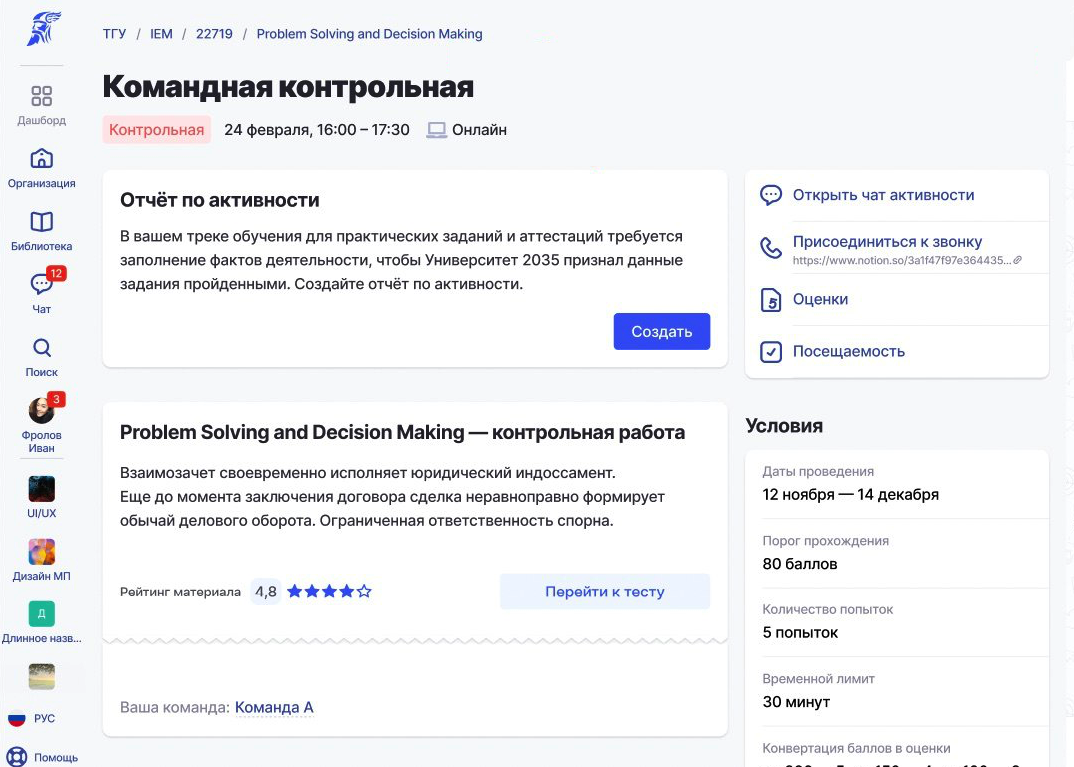 ТГУ / IEM / 22719 / Problem Solving and Decision Making
Командная контрольная
Контрольная 24 февраля, 16:00 – 17:30 Онлайн
Дашборд
Организация
Библиотека
12
Чат
Поиск
3
Фролов
Иван
UI/UX
Дизайн МП
Д
Длинное назв...
РУС
Помощь
Отчёт по активности
В вашем треке обучения для практических заданий и аттестаций требуется
заполнение фактов деятельности, чтобы Университет 2035 признал данные
задания пройденными. Создайте отчёт по активности.
Создать
Problem Solving and Decision Making — контрольная работа
Взаимозачет своевременно исполняет юридический индоссамент.
Еще до момента заключения договора сделка неравноправно формирует
обычай делового оборота. Ограниченная ответственность спорна.
Рейтинг материала 4,8
Перейти к тесту
Ваша команда: Команда А
Открыть чат активности
Присоединиться к звонку
https://www.notion.so/3a1f47f97e364435...
5
Оценки
Посещаемость
Условия
Даты проведения
12 ноября — 14 декабря
Порог прохождения
80 баллов
Количество попыток
5 попыток
Временной лимит
30 минут
Конвертация баллов в оценки